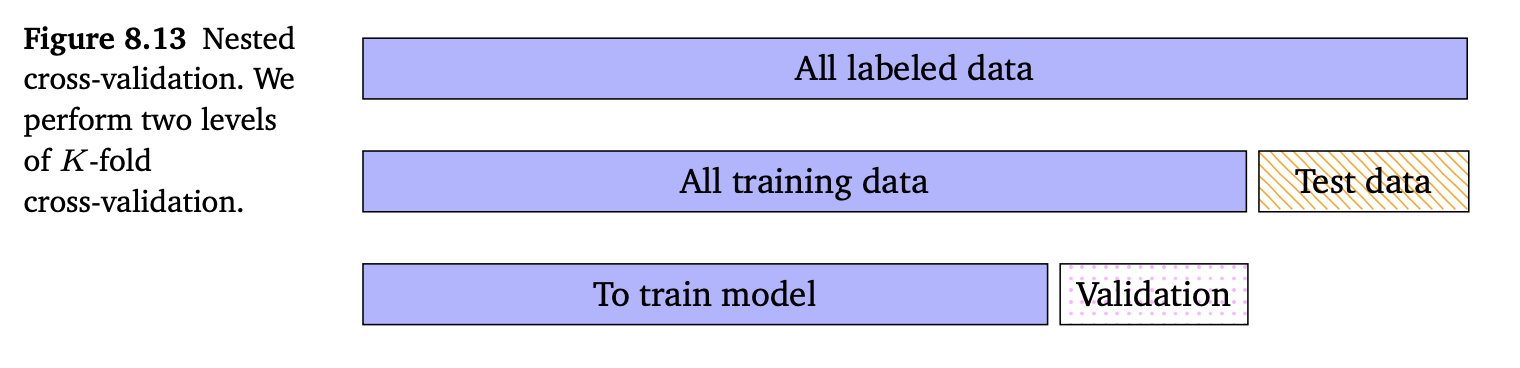 Figure 8.13 Nested
cross-validation. We
perform two levels
of K-fold
cross-validation.
All labeled data
All training data
Test data
To train model
Validation